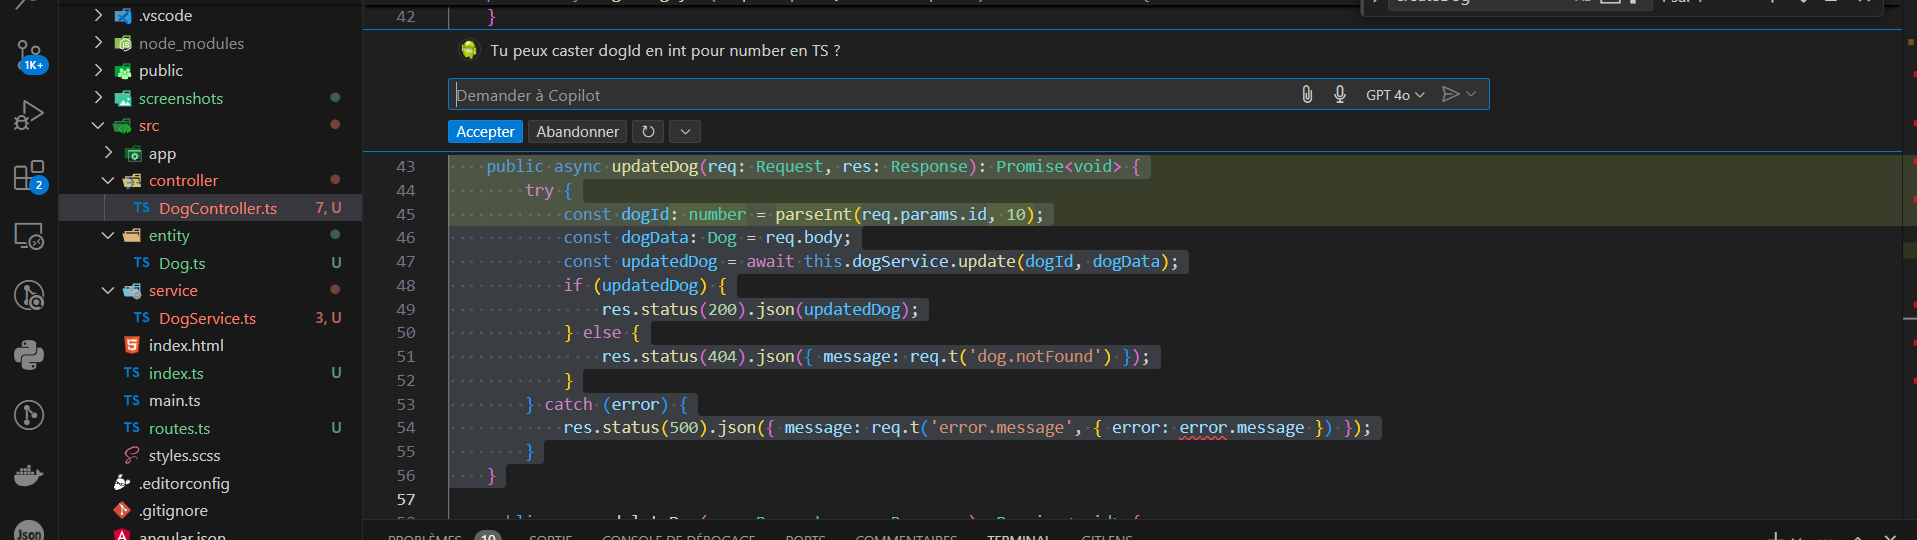 .vscode
node_modules
public
screenshots
src
app
controller
TS DogController.ts 7, U
entity
TS Dog.ts U
service
TS DogService.ts 3, U
index.html
TS index.ts U
TS main.ts
TS routes.ts U
styles.scss
.editorconfig
.gitignore
angular.json
1K+
2
Json
42 }
Tu peux caster dogId en int pour number en TS ?
Demander à Copilot
GPT 4o
Accepter Abandonner
43 public async updateDog(req: Request, res: Response): Promise<void> {
44 try {
45 const dogId: number = parseInt(req.params.id, 10);
46 const dogData: Dog = req.body;
47 const updatedDog = await this.dogService.update(dogId, dogData);
48 if (updatedDog) {
49 res.status(200).json(updatedDog);
50 } else {
51 res.status(404).json({ message: req.t('dog.notFound') });
52 }
53 } catch (error) {
54 res.status(500).json({ message: req.t('error.message', { error: error.message }) });
55 }
56 }
57
PROBLÈMES 10 SORTIE CONSOLE DE DÉBOGAGE PORTS COMMENTAIRES TERMINAL GITLENS